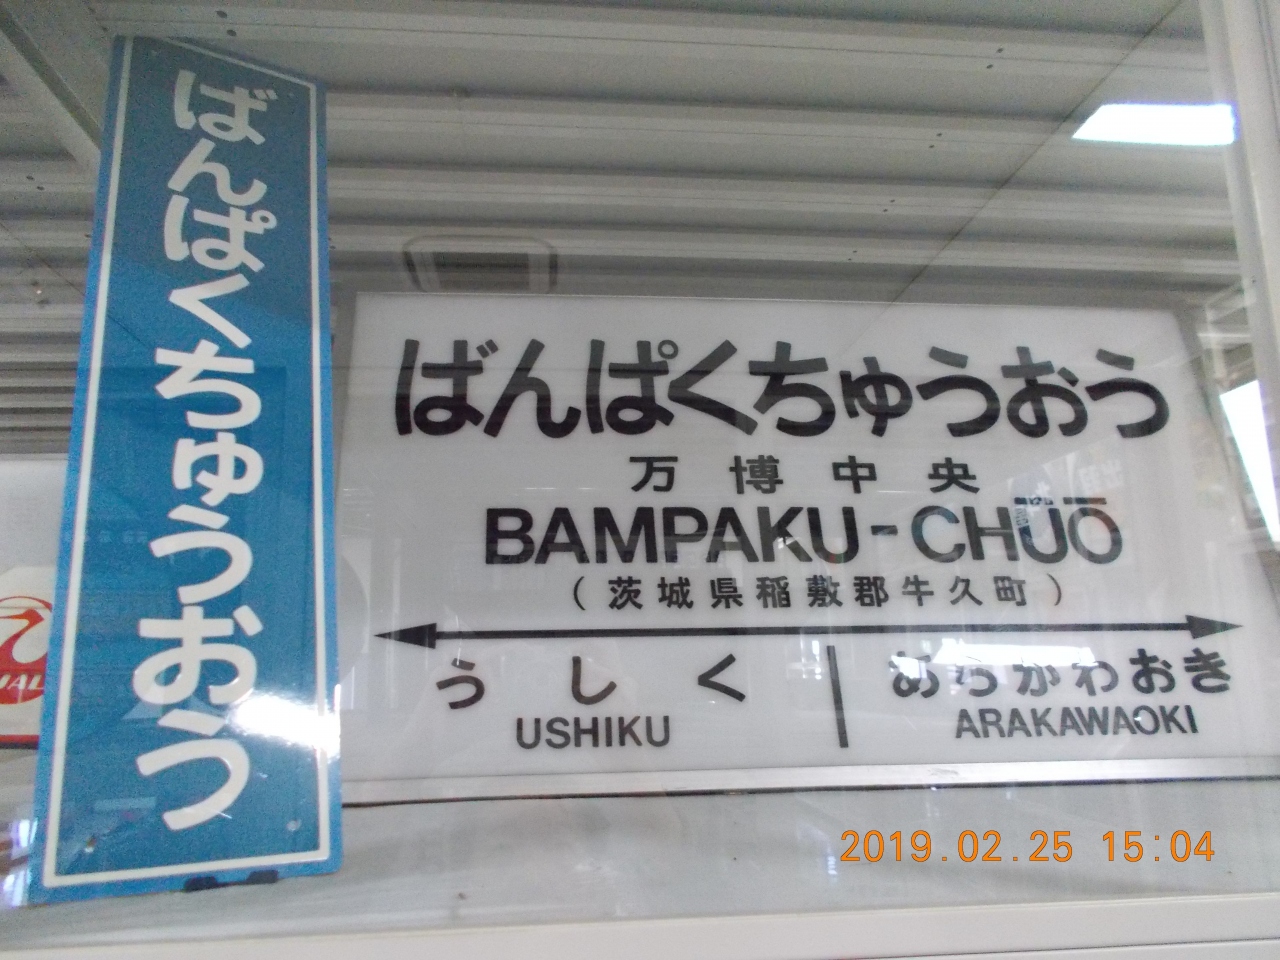 ばんぱくちゅうおう
ばんぱくちゅうおう
万博中央
BAMPAKU-CHŪŌ
(茨城県稲敷郡牛久町)
うしく
USHIKU
あらかわおき
ARAKAWAOKI
JAL
2019.02.25 15:04